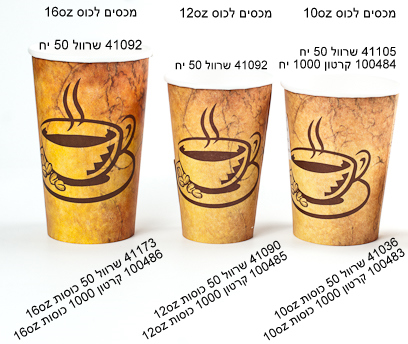 מכסים לכוס 10oz
41105 שרוול 50 יח
100484 קרטון 1000 יח
מכסים לכוס 12oz
41092 שרוול 50 יח
מכסים לכוס 16oz
41092 שרוול 50 יח
41036 שרוול 50 כוסות 10oz
100483 קרטון 1000 כוסות 10oz
41090 שרוול 50 כוסות 12oz
100485 קרטון 1000 כוסות 12oz
41173 שרוול 50 כוסות 16oz
100486 קרטון 1000 כוסות 16oz